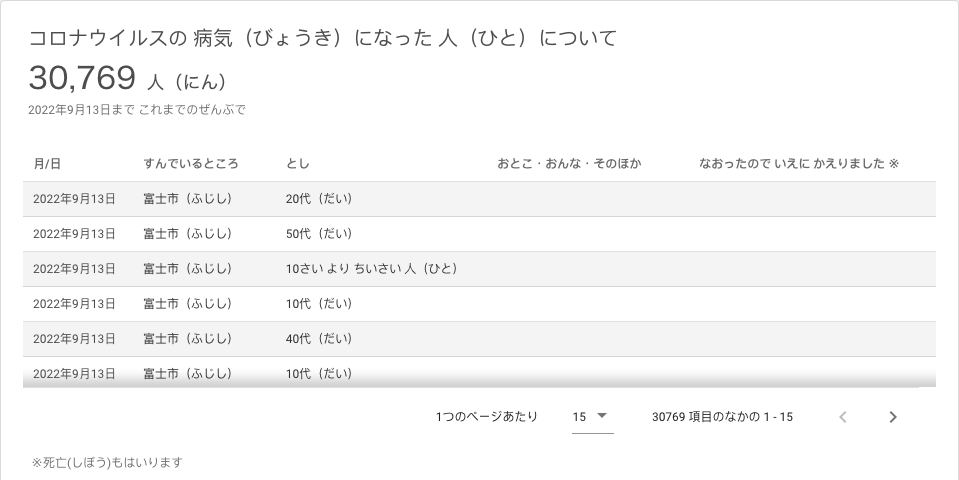 コロナウイルスの 病気（びょうき）になった 人（ひと）について
30,769 人（にん）
2022年9月13日まで これまでのぜんぶで
月/日 すんでいるところ とし おとこ・おんな・そのほか なおったので いえに かえりました ※
2022年9月13日 富士市（ふじし） 20代（だい）
2022年9月13日 富士市（ふじし） 50代（だい）
2022年9月13日 富士市（ふじし） 10さい より ちいさい 人（ひと）
2022年9月13日 富士市（ふじし） 10代（だい）
2022年9月13日 富士市（ふじし） 40代（だい）
2022年9月13日 富士市（ふじし） 10代（だい）
1つのページあたり 15 30769 項目のなかの 1 - 15
※死亡(しぼう)もはいります